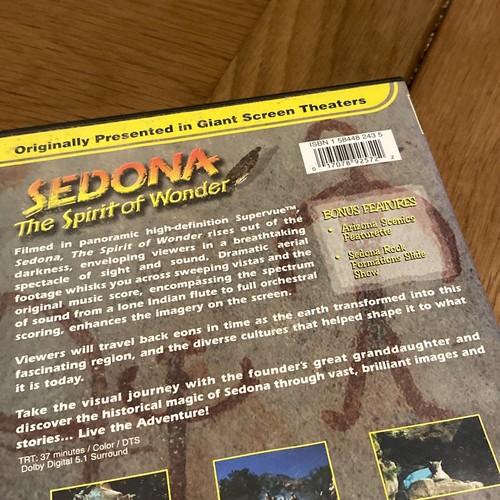 Originally Presented in Giant Screen Theaters
ISBN 1 58448 243 5
0 17078 92572 2
SEDONA
The Spirit of Wonder
Filmed in panoramic high-definition Supervue™,
Sedona, The Spirit of Wonder rises out of the
darkness, enveloping viewers in a breathtaking
spectacle of sight and sound. Dramatic aerial
footage whisks you across sweeping vistas and the
original music score, encompassing the spectrum
of sound from a lone Indian flute to full orchestral
scoring, enhances the imagery on the screen.
BONUS FEATURES
• Arizona Scenics
Featurette
• Sedona Rock
Formations Slide
Show
Viewers will travel back eons in time as the earth transformed into this
fascinating region, and the diverse cultures that helped shape it to what
it is today.
Take the visual journey with the founder's great granddaughter and
discover the historical magic of Sedona through vast, brilliant images and
stories... Live the Adventure!
TRT: 37 minutes / Color / DTS
Dolby Digital 5.1 Surround